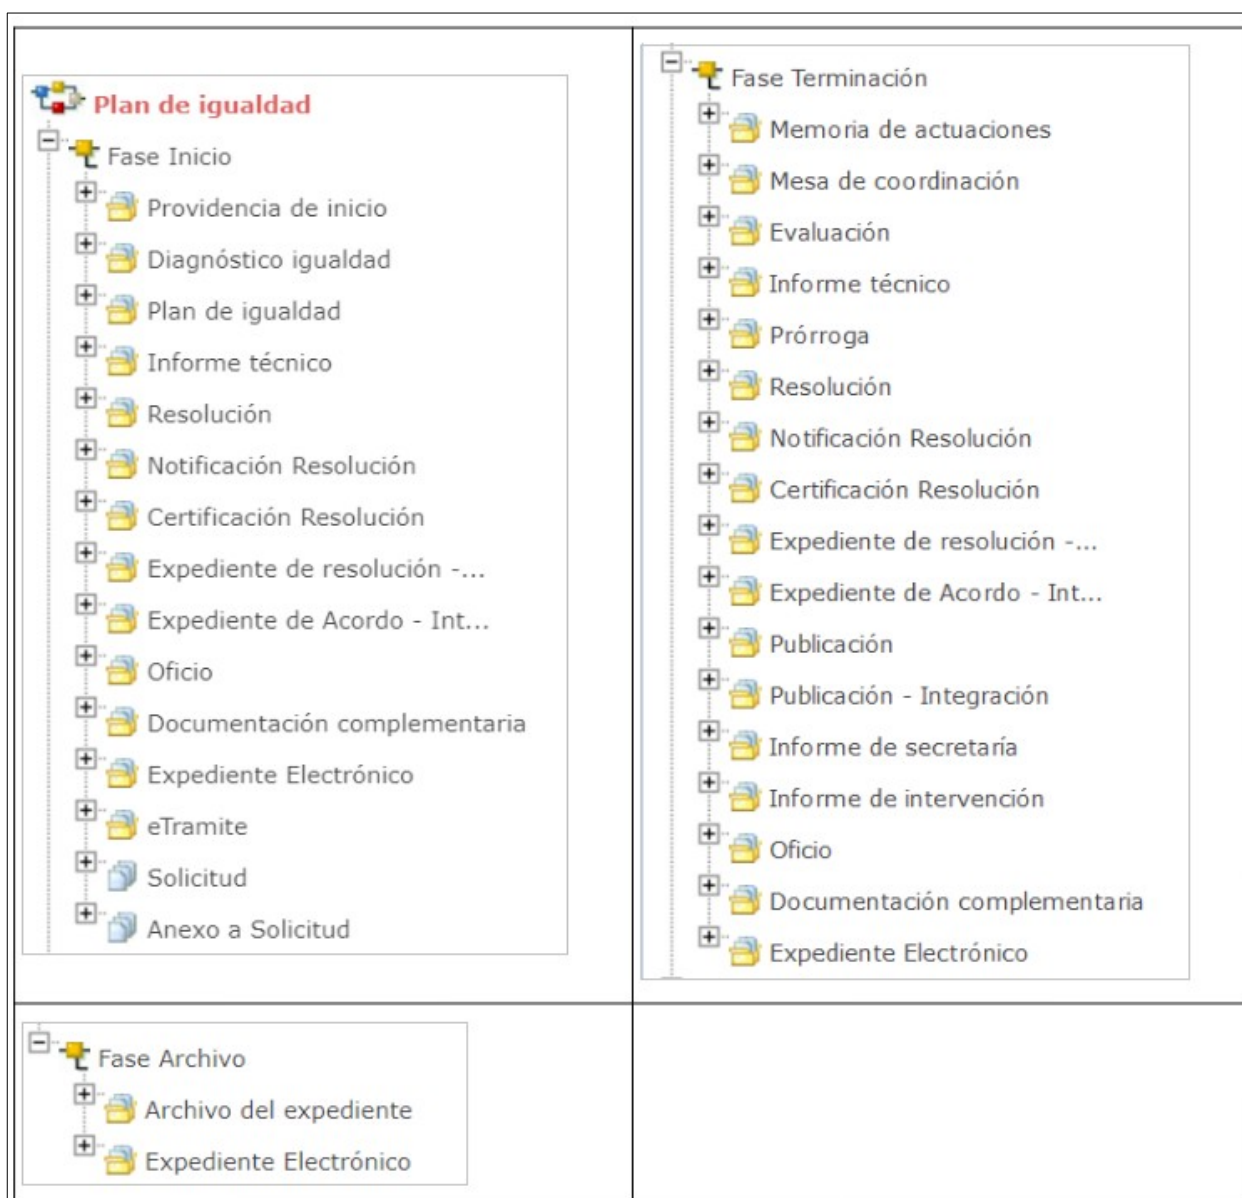 Plan de igualdad
Fase Inicio
Providencia de inicio
Diagnóstico igualdad
Plan de igualdad
Informe técnico
Resolución
Notificación Resolución
Certificación Resolución
Expediente de resolución -...
Expediente de Acordo - Int...
Oficio
Documentación complementaria
Expediente Electrónico
eTramite
Solicitud
Anexo a Solicitud
Fase Terminación
Memoria de actuaciones
Mesa de coordinación
Evaluación
Informe técnico
Prórroga
Resolución
Notificación Resolución
Certificación Resolución
Expediente de resolución -...
Expediente de Acordo - Int...
Publicación
Publicación - Integración
Informe de secretaría
Informe de intervención
Oficio
Documentación complementaria
Expediente Electrónico
Fase Archivo
Archivo del expediente
Expediente Electrónico